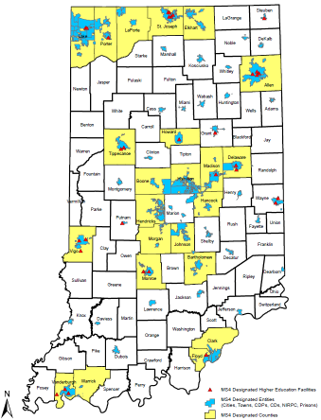 LaPorte
St. Joseph
LaGrange
Steuben
Lake
Porter
Elkhart
Noble
DeKalb
Starke
Marshall
Kosciusko
Whitley
Allen
Newton
Jasper
Pulaski
Fulton
Wabash
Huntington
Wells
Adams
White
Cass
Miami
Benton
Carroll
Howard
Grant
Blackford
Jay
Warren
Tippecanoe
Clinton
Tipton
Madison
Delaware
Randolph
Fountain
Montgomery
Boone
Henry
Wayne
Vermillion
Parke
Putnam
Hendricks
Marion
Hancock
Rush
Fayette
Union
Vigo
Clay
Owen
Morgan
Johnson
Shelby
Franklin
Decatur
Sullivan
Greene
Monroe
Brown
Bartholomew
Jennings
Ripley
Dearborn
Ohio
Switzerland
Jefferson
Knox
Daviess
Martin
Lawrence
Jackson
Scott
Washington
Orange
Clark
Floyd
Harrison
Crawford
Gibson
Pike
Dubois
Posey
Vanderburgh
Warrick
Spencer
Perry
N
MS4 Designated Higher Education Facilities
MS4 Designated Entities
(Cities, Towns, CDPs, CDs, NIRPC, Prisons)
MS4 Designated Counties